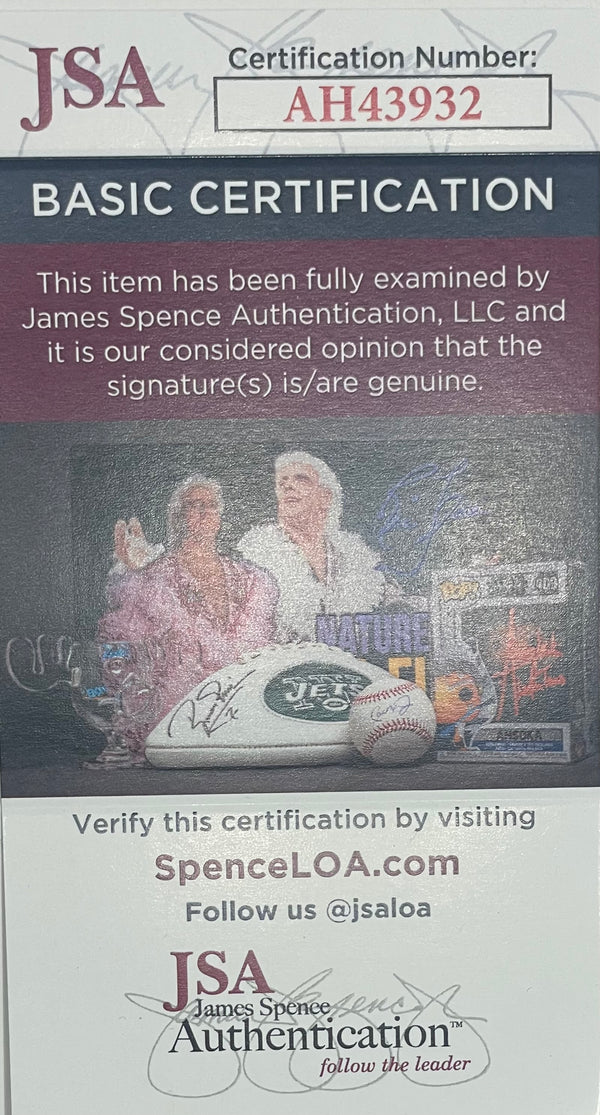 JSA
Certification Number:
AH43932
BASIC CERTIFICATION
This item has been fully examined by
James Spence Authentication, LLC and
it is our considered opinion that the
signature(s) is/are genuine.
NATURE
JETS
AHSOKA
Verify this certification by visiting
SpenceLOA.com
Follow us @jsaloa
JSA
James Spence
Authentication™
follow the leader